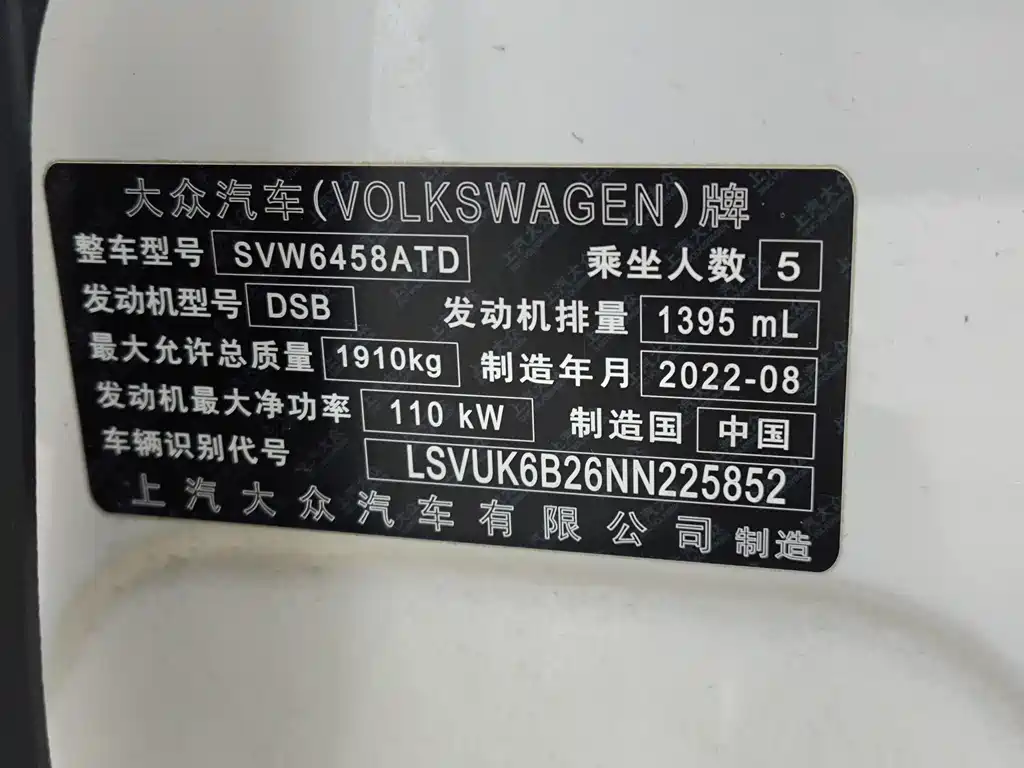 大众汽车(VOLKSWAGEN)牌
整车型号 SVW6458ATD 乘坐人数 5
发动机型号 DSB 发动机排量 1395 mL
最大允许总质量 1910kg 制造年月 2022-08
发动机最大净功率 110 kW 制造国 中国
车辆识别代号 LSVUK6B26NN225852
上汽大众汽车有限公司 制造